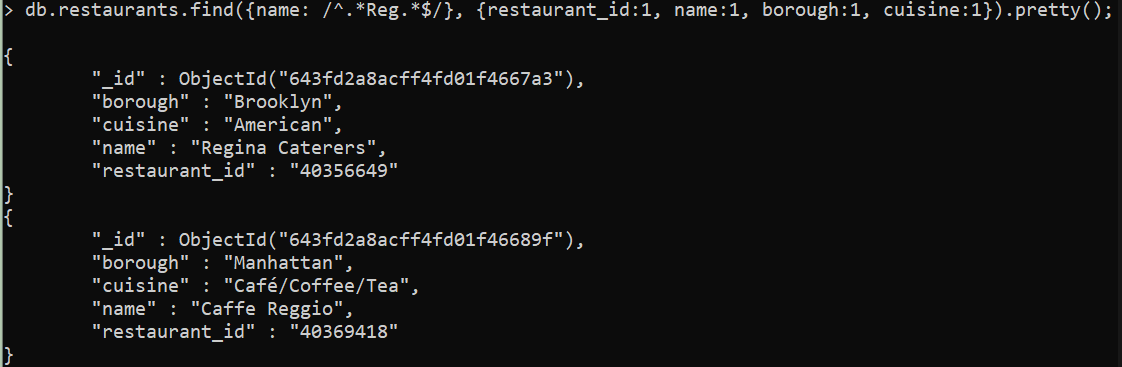 > db.restaurants.find({name: /^.*Reg.*$/}, {restaurant_id:1, name:1, borough:1, cuisine:1}).pretty();
{
"_id" : ObjectId("643fd2a8acff4fd01f4667a3"),
"borough" : "Brooklyn",
"cuisine" : "American",
"name" : "Regina Caterers",
"restaurant_id" : "40356649"
}
{
"_id" : ObjectId("643fd2a8acff4fd01f46689f"),
"borough" : "Manhattan",
"cuisine" : "Café/Coffee/Tea",
"name" : "Caffe Reggio",
"restaurant_id" : "40369418"
}